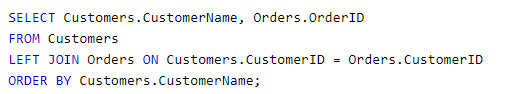 SELECT Customers.CustomerName, Orders.OrderID
FROM Customers
LEFT JOIN Orders ON Customers.CustomerID = Orders.CustomerID
ORDER BY Customers.CustomerName;